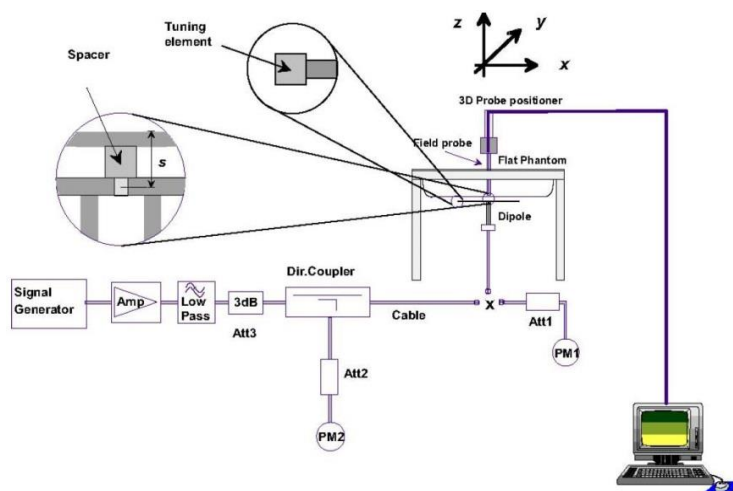 Tuning
element
Spacer
s
z
y
x
3D Probe positioner
Field probe
Flat Phantom
Dipole
Dir.Coupler
Signal
Generator
Amp
Low
Pass
3dB
Att3
Cable
x
Att1
PM1
Att2
PM2